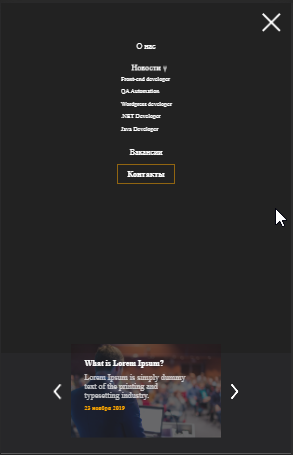 О нас
Новости
Front-end developer
QA Automation
Wordpress developer
.NET Developer
Java Developer
Вакансии
Контакты
What is Lorem Ipsum?
Lorem Ipsum is simply dummy
text of the printing and
typesetting industry.
23 ноября 2019